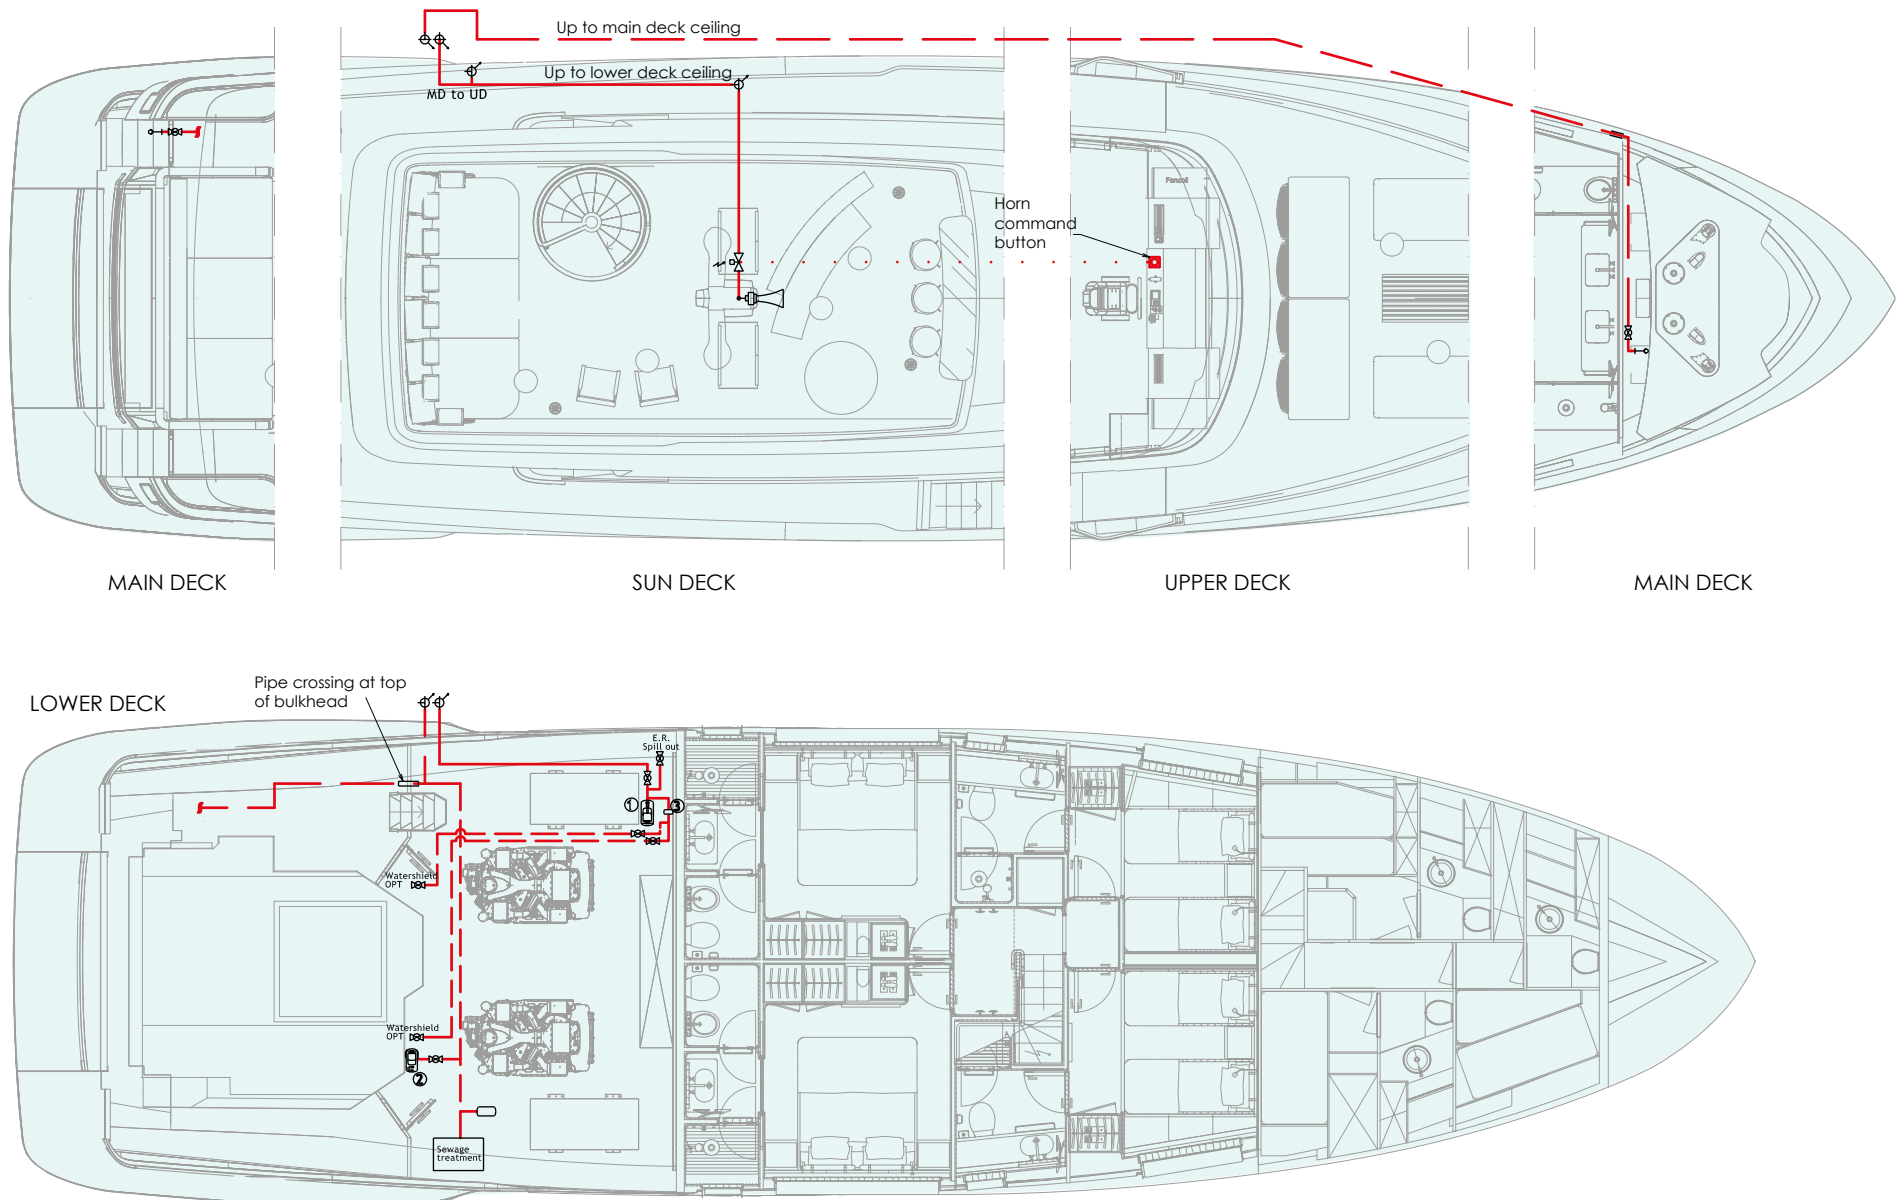 Up to main deck ceiling
Up to lower deck ceiling
MD to UD
Horn
command
button
MAIN DECK
SUN DECK
UPPER DECK
MAIN DECK
LOWER DECK
Pipe crossing at top
of bulkhead
E.R.
Spill out
1
3
Watershield
OPT
Watershield
OPT
2
Sewage
treatment